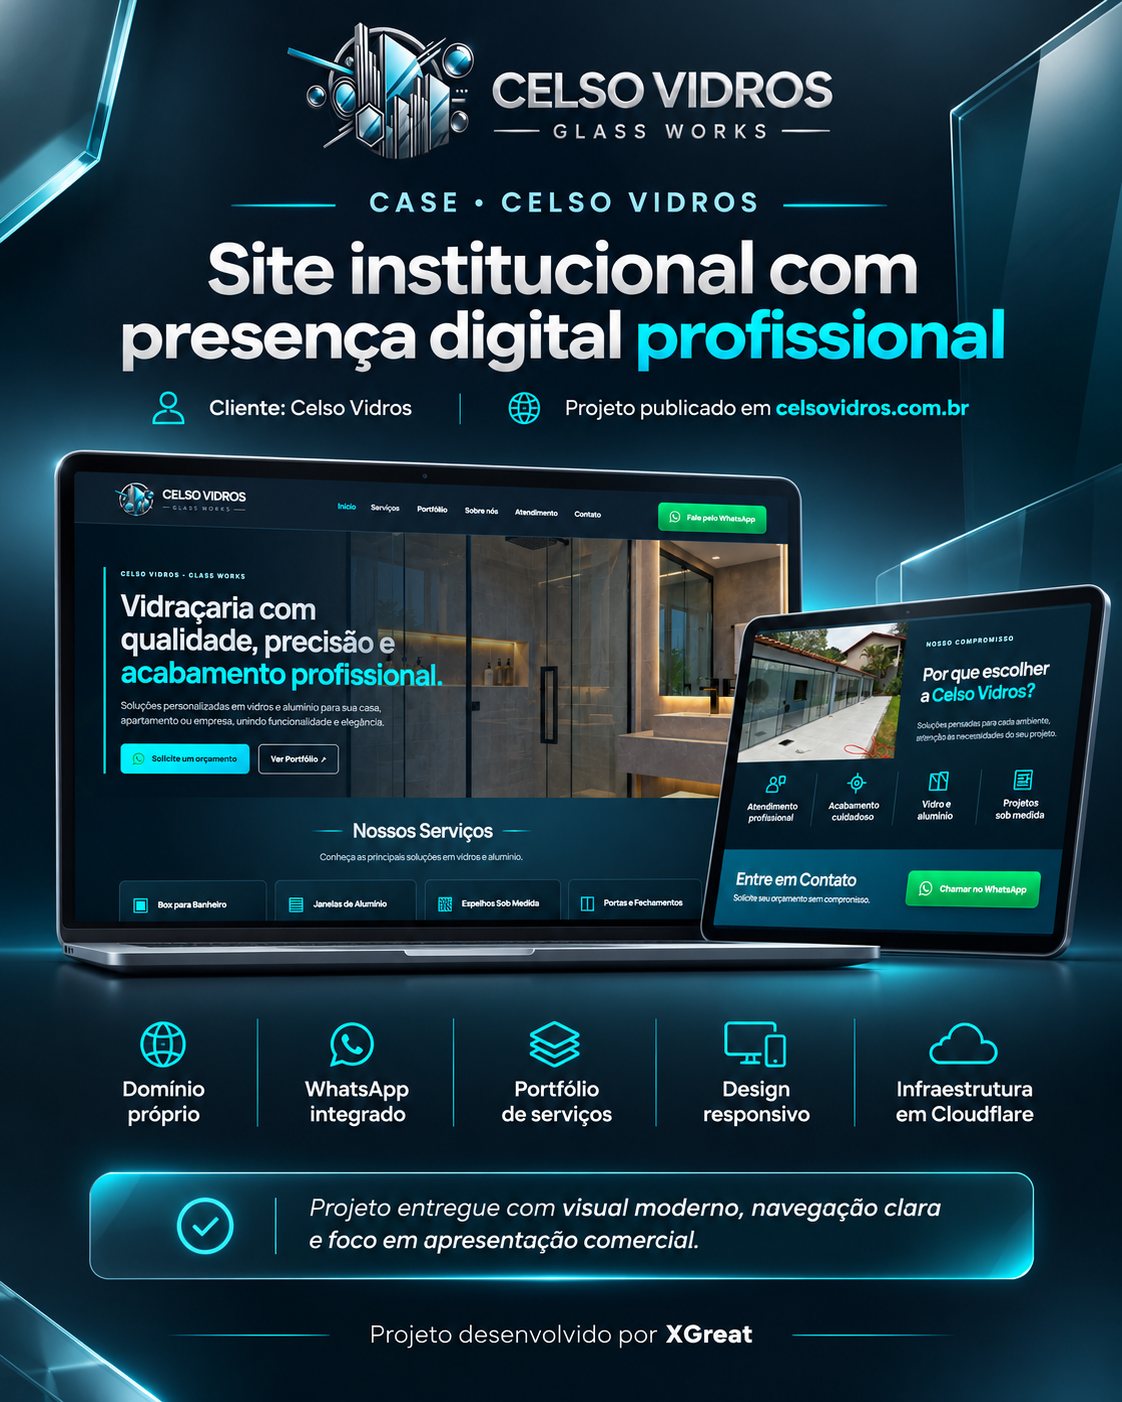 CELSO VIDROS
GLASS WORKS
CASE • CELSO VIDROS
Site institucional com
presença digital profissional
Cliente: Celso Vidros
Projeto publicado em celsovidros.com.br
CELSO VIDROS
GLASS WORKS
Início
Serviços
Portfólio
Sobre nós
Atendimento
Contato
Fale pelo WhatsApp
CELSO VIDROS • GLASS WORKS
Vidraçaria com
qualidade, precisão e
acabamento profissional.
Soluções personalizadas em vidros e alumínio para sua casa,
apartamento ou empresa, unindo funcionalidade e elegância.
Solicite um orçamento
Ver Portfólio ↗
Nossos Serviços
Conheça as principais soluções em vidros e alumínio.
Box para Banheiro
Janelas de Alumínio
Espelhos Sob Medida
Portas e Fechamentos
NOSSO COMPROMISSO
Por que escolher
a Celso Vidros?
Soluções pensadas para cada ambiente,
atenção às necessidades do seu projeto.
Atendimento
profissional
Acabamento
cuidadoso
Vidro e
alumínio
Projetos
sob medida
Entre em Contato
Solicite seu orçamento sem compromisso.
Chamar no WhatsApp
Domínio
próprio
WhatsApp
integrado
Portfólio
de serviços
Design
responsivo
Infraestrutura
em Cloudflare
Projeto entregue com visual moderno, navegação clara
e foco em apresentação comercial.
Projeto desenvolvido por XGreat